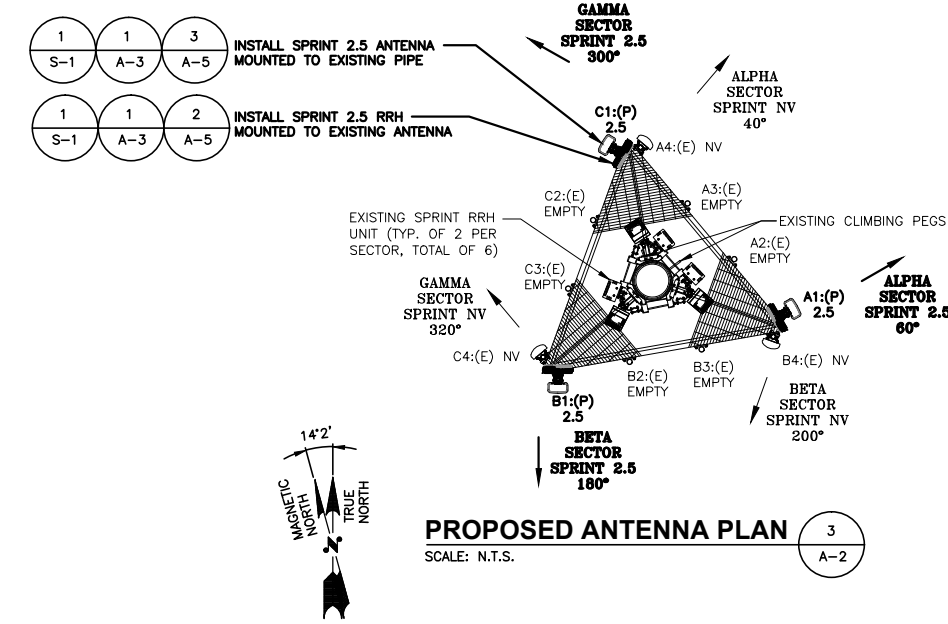 1
S-1
1
A-3
3
A-5
INSTALL SPRINT 2.5 ANTENNA
MOUNTED TO EXISTING PIPE
1
S-1
1
A-3
2
A-5
INSTALL SPRINT 2.5 RRH
MOUNTED TO EXISTING ANTENNA
GAMMA
SECTOR
SPRINT 2.5
300°
ALPHA
SECTOR
SPRINT NV
40°
C1:(P)
2.5
A4:(E) NV
C2:(E)
EMPTY
A3:(E)
EMPTY
EXISTING SPRINT RRH
UNIT (TYP. OF 2 PER
SECTOR, TOTAL OF 6)
EXISTING CLIMBING PEGS
A2:(E)
EMPTY
C3:(E)
EMPTY
GAMMA
SECTOR
SPRINT NV
320°
A1:(P)
2.5
ALPHA
SECTOR
SPRINT 2.5
60°
C4:(E) NV
B4:(E) NV
B2:(E)
EMPTY
B3:(E)
EMPTY
B1:(P)
2.5
BETA
SECTOR
SPRINT NV
200°
BETA
SECTOR
SPRINT 2.5
180°
14°2'
MAGNETIC
NORTH
TRUE
NORTH
N
PROPOSED ANTENNA PLAN
SCALE: N.T.S.
3
A-2